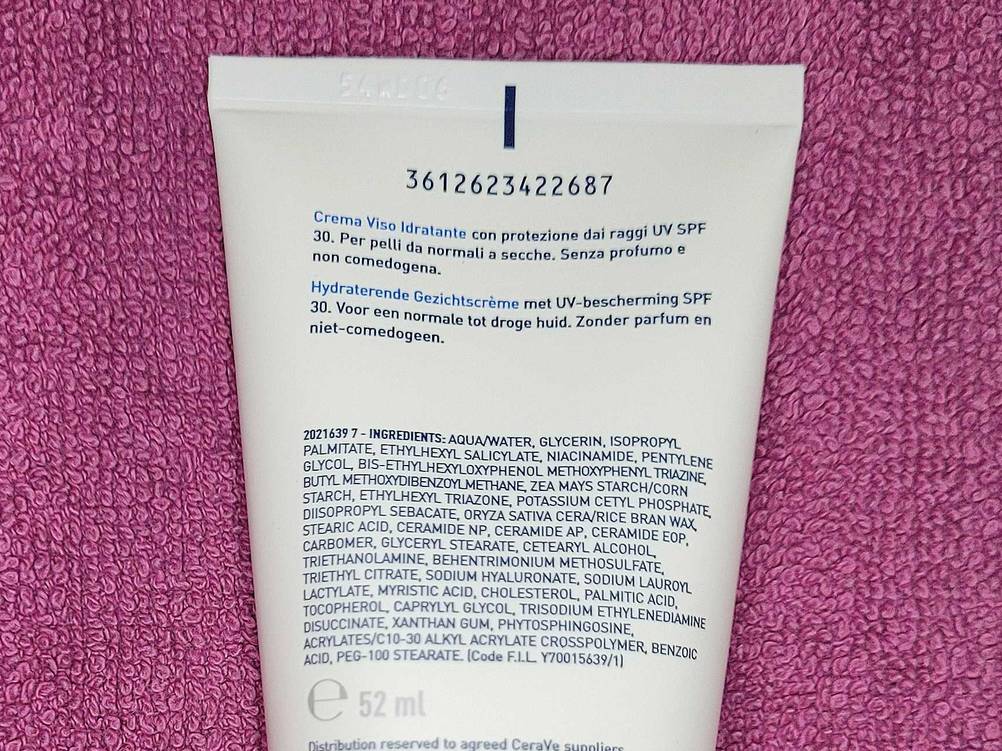 3612623422687
Crema Viso Idratante con protezione dai raggi UV SPF
30. Per pelli da normali a secche. Senza profumo e
non comedogena.
Hydraterende Gezichtscrème met UV-bescherming SPF
30. Voor een normale tot droge huid. Zonder parfum en
niet-comedogeen.
2021639 7 - INGREDIENTS: AQUA/WATER, GLYCERIN, ISOPROPYL
PALMITATE, ETHYLHEXYL SALICYLATE, NIACINAMIDE, PENTYLENE
GLYCOL, BIS-ETHYLHEXYLOXYPHENOL METHOXYPHENYL TRIAZINE,
BUTYL METHOXYDIBENZOYLMETHANE, ZEA MAYS STARCH/CORN
STARCH, ETHYLHEXYL TRIAZONE, POTASSIUM CETYL PHOSPHATE,
DIISOPROPYL SEBACATE, ORYZA SATIVA CERA/RICE BRAN WAX,
STEARIC ACID, CERAMIDE NP, CERAMIDE AP, CERAMIDE EOP,
CARBOMER, GLYCERYL STEARATE, CETEARYL ALCOHOL,
TRIETHANOLAMINE, BEHENTRIMONIUM METHOSULFATE,
TRIETHYL CITRATE, SODIUM HYALURONATE, SODIUM LAUROYL
LACTYLATE, MYRISTIC ACID, CHOLESTEROL, PALMITIC ACID,
TOCOPHEROL, CAPRYLYL GLYCOL, TRISODIUM ETHYLENEDIAMINE
DISUCCINATE, XANTHAN GUM, PHYTOSPHINGOSINE,
ACRYLATES/C10-30 ALKYL ACRYLATE CROSSPOLYMER, BENZOIC
ACID, PEG-100 STEARATE. (Code F.I.L. Y70015639/1)
e 52 ml
Distribution reserved to agreed CeraVe suppliers